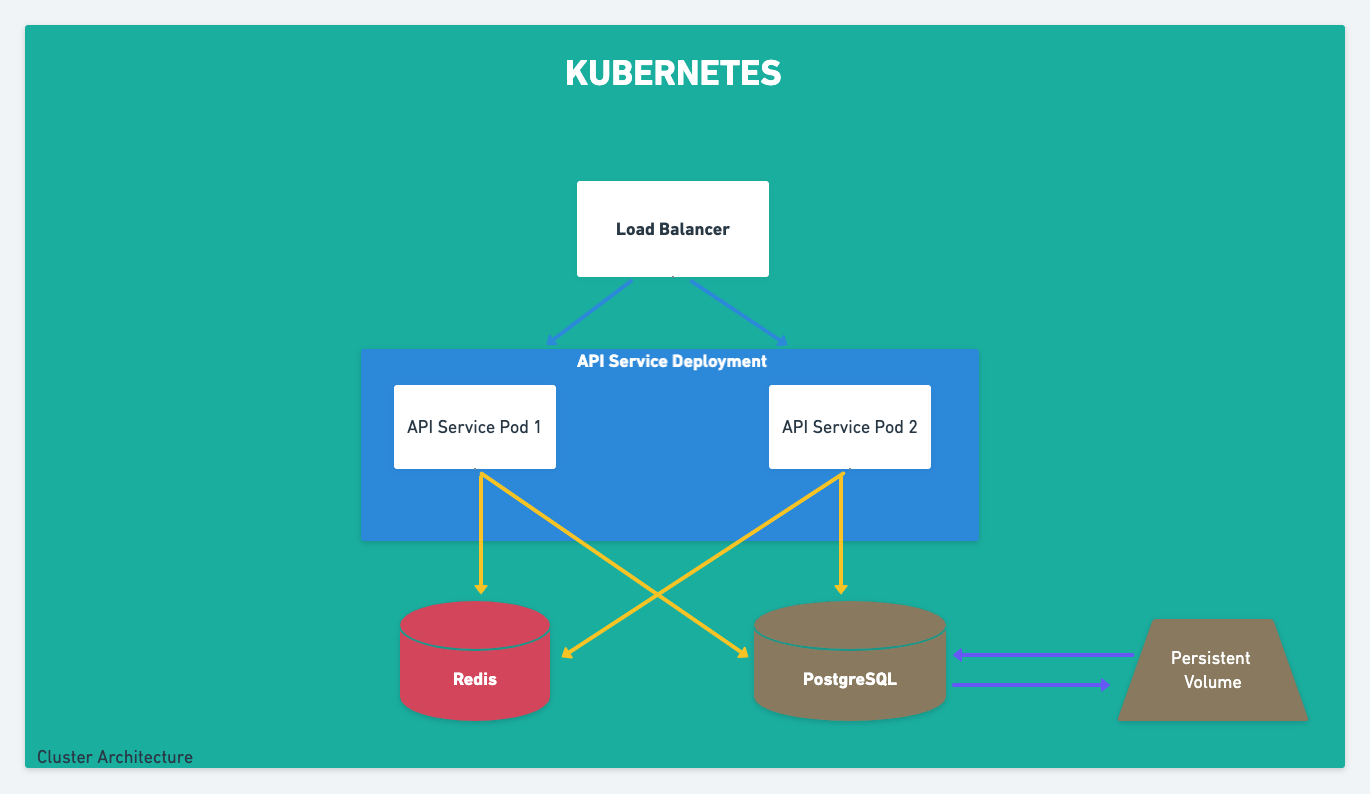 KUBERNETES
Load Balancer
API Service Deployment
API Service Pod 1
API Service Pod 2
Redis
PostgreSQL
Persistent
Volume
Cluster Architecture